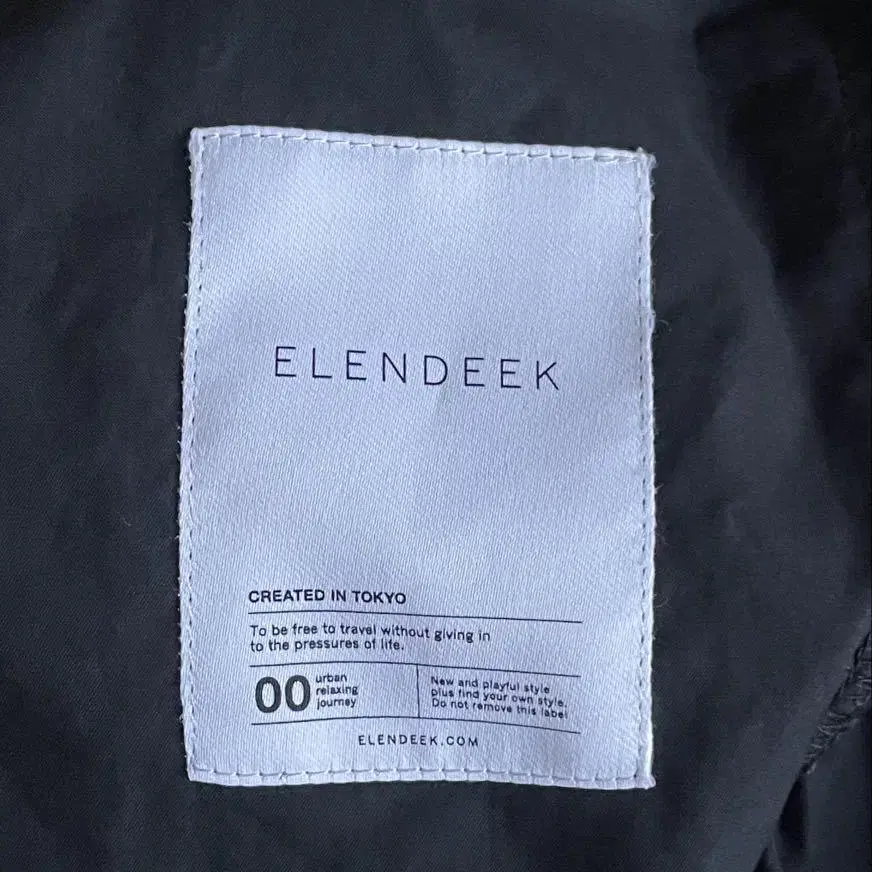 ELENDEEK
CREATED IN TOKYO
To be free to travel without giving in
to the pressures of life.
00
urban
relaxing
journey
New and playful style
plus find your own style.
Do not remove this label
ELENDEEK.COM